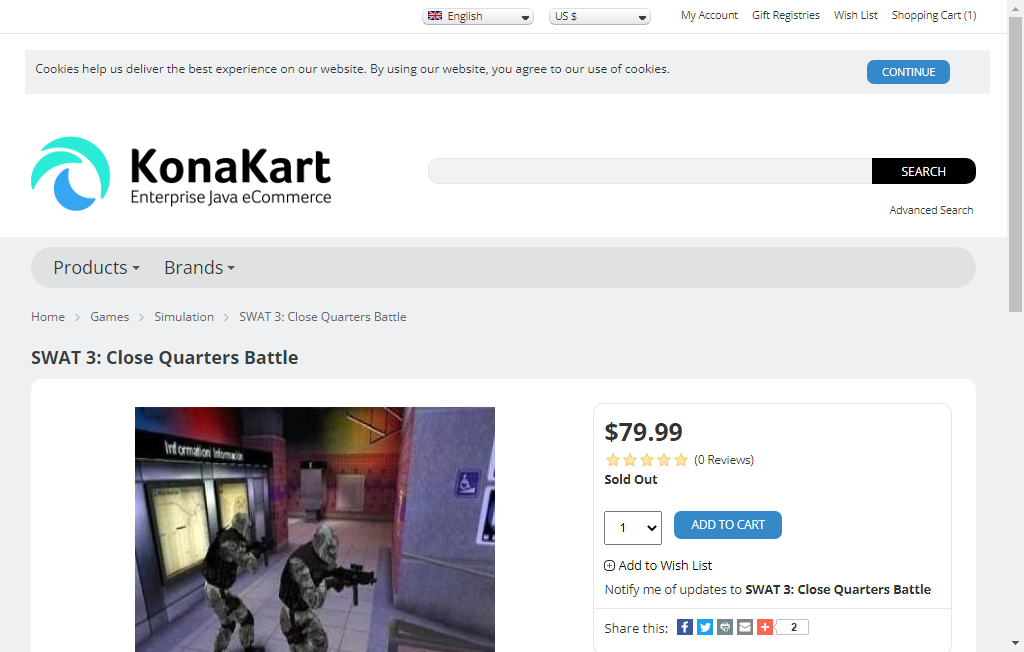 English
US $
My Account
Gift Registries
Wish List
Shopping Cart (1)
Cookies help us deliver the best experience on our website. By using our website, you agree to our use of cookies.
CONTINUE
KonaKart
Enterprise Java eCommerce
SEARCH
Advanced Search
Products
Brands
Home
Games
Simulation
SWAT 3: Close Quarters Battle
SWAT 3: Close Quarters Battle
Information Information
$79.99
(0 Reviews)
Sold Out
1
ADD TO CART
Add to Wish List
Notify me of updates to SWAT 3: Close Quarters Battle
Share this:
2